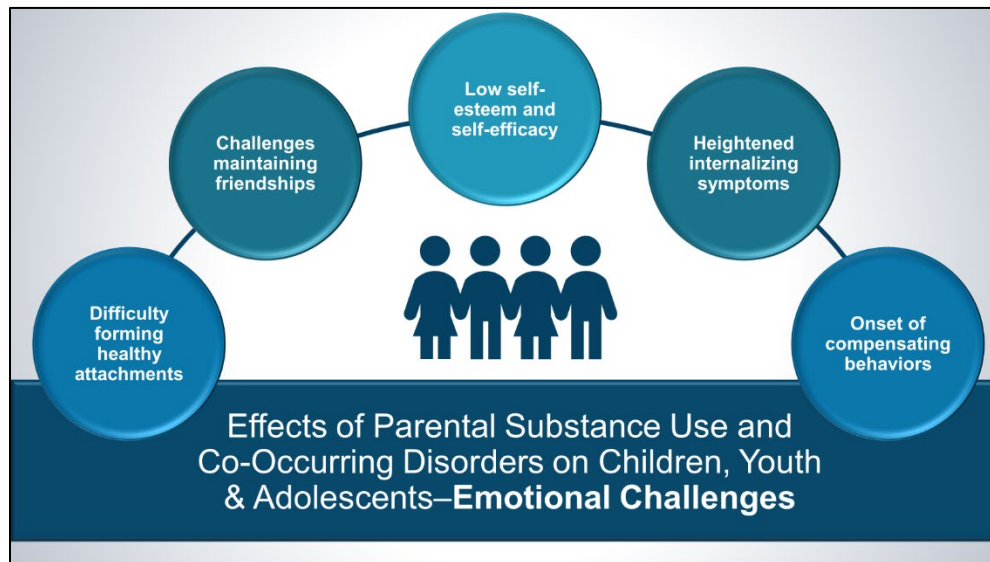 Low self-
esteem and
self-efficacy
Challenges
maintaining
friendships
Heightened
internalizing
symptoms
Difficulty
forming
healthy
attachments
Onset of
compensating
behaviors
Effects of Parental Substance Use and
Co-Occurring Disorders on Children, Youth
& Adolescents–Emotional Challenges